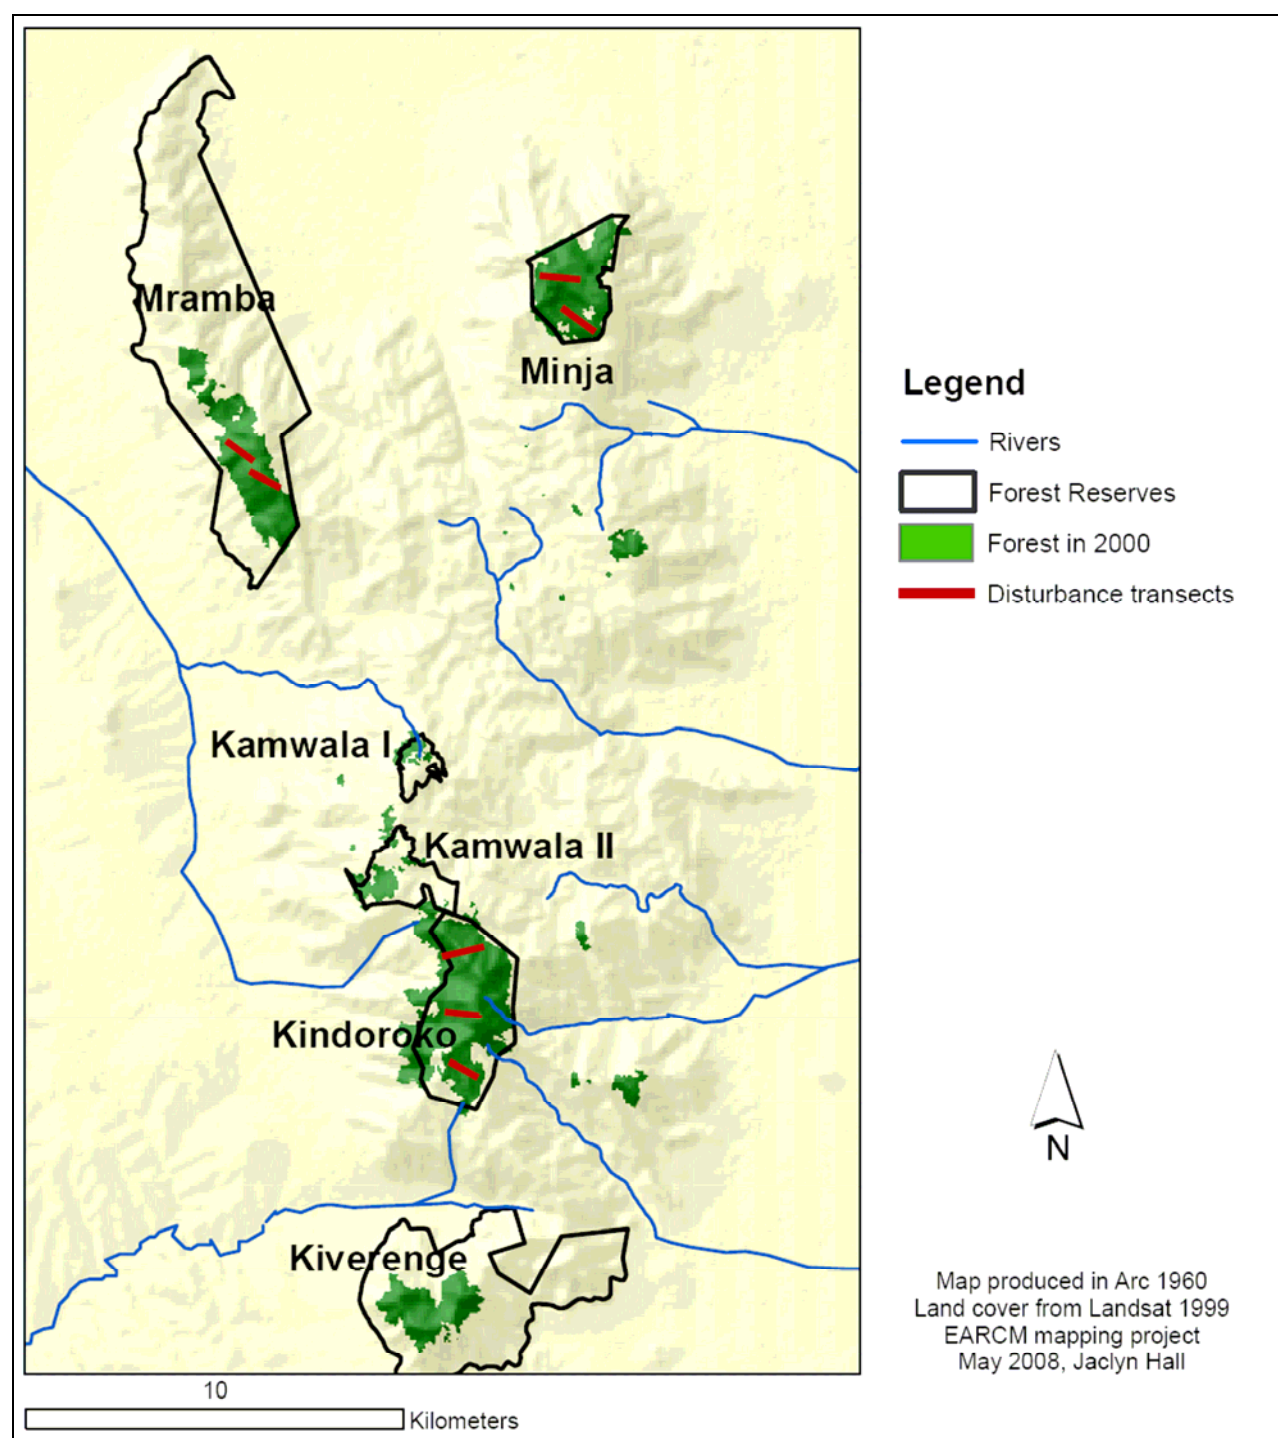 Mramba
Minja
Kamwala I
Kamwala II
Kindoroko
Kiverenge
Legend
Rivers
Forest Reserves
Forest in 2000
Disturbance transects
N
Map produced in Arc 1960
Land cover from Landsat 1999
EARCM mapping project
May 2008, Jaclyn Hall
10
Kilometers